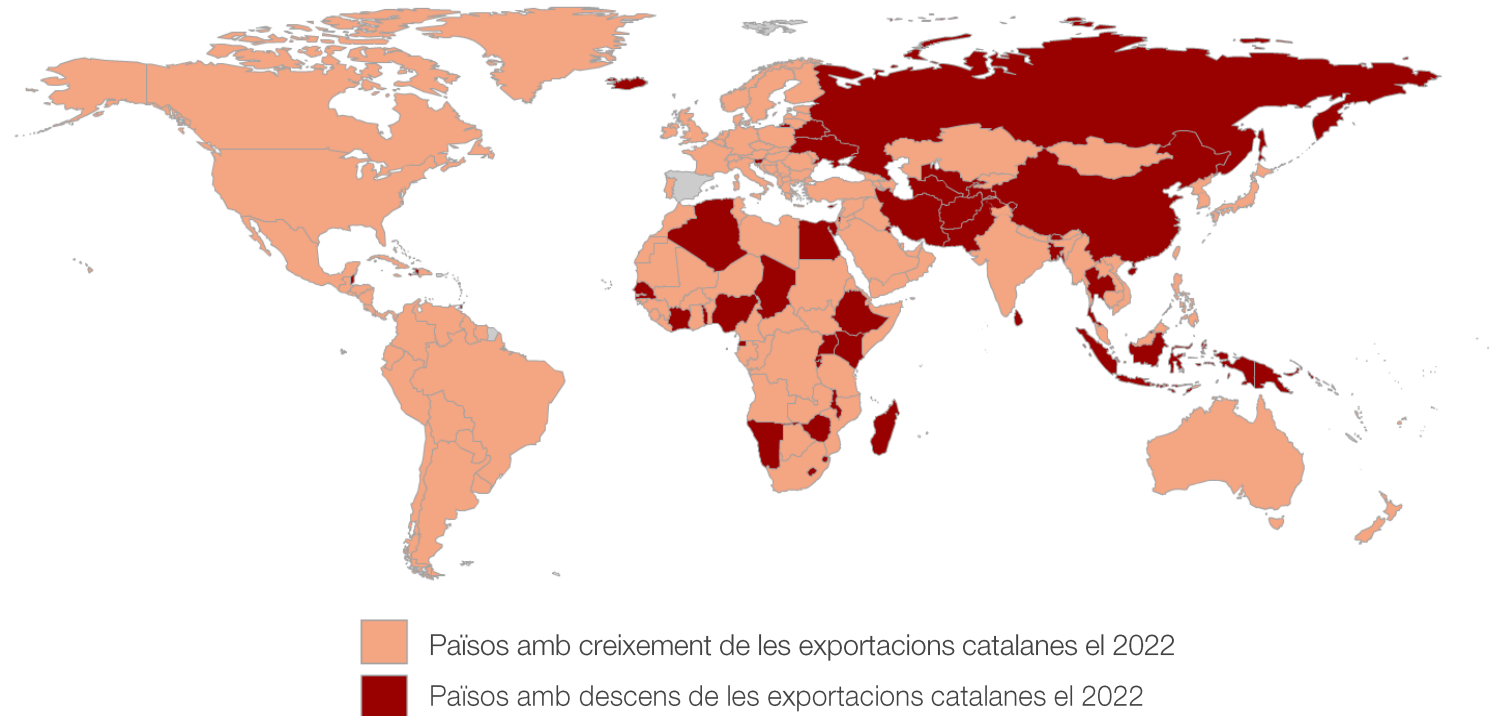 Països amb creixement de les exportacions catalanes el 2022
Països amb descens de les exportacions catalanes el 2022